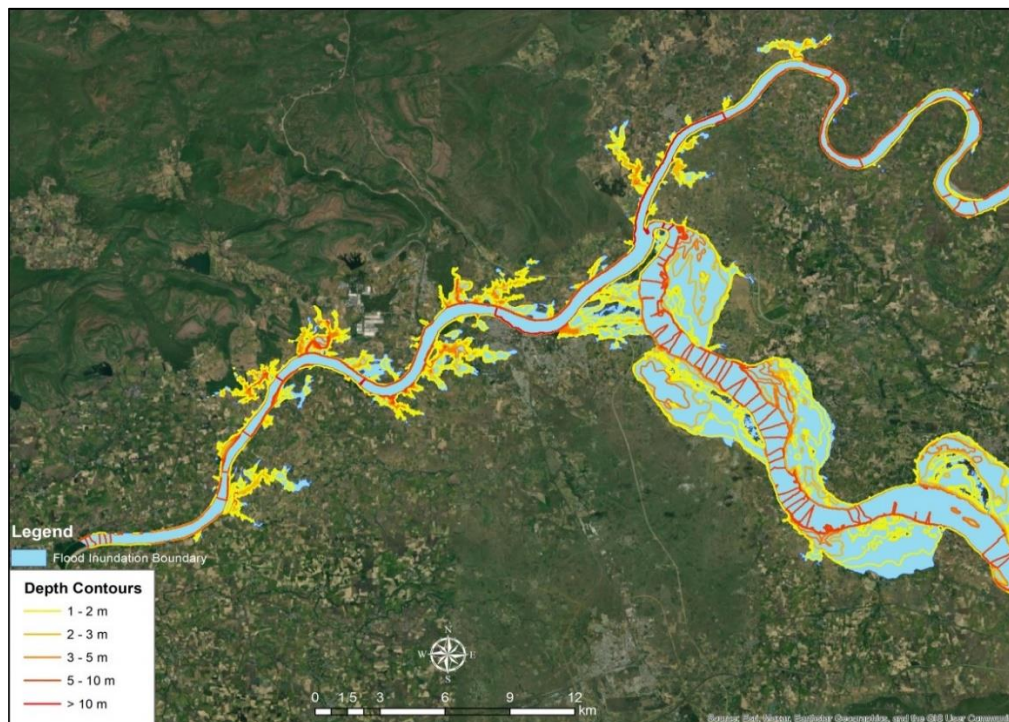 Legend
Flood Inundation Boundary
Depth Contours
1 - 2 m
2 - 3 m
3 - 5 m
5 - 10 m
> 10 m
N
W E
S
0 1.5 3 6 9 12
km
Source: Esri, Maxar, Earthstar Geographics, and the GIS User Community